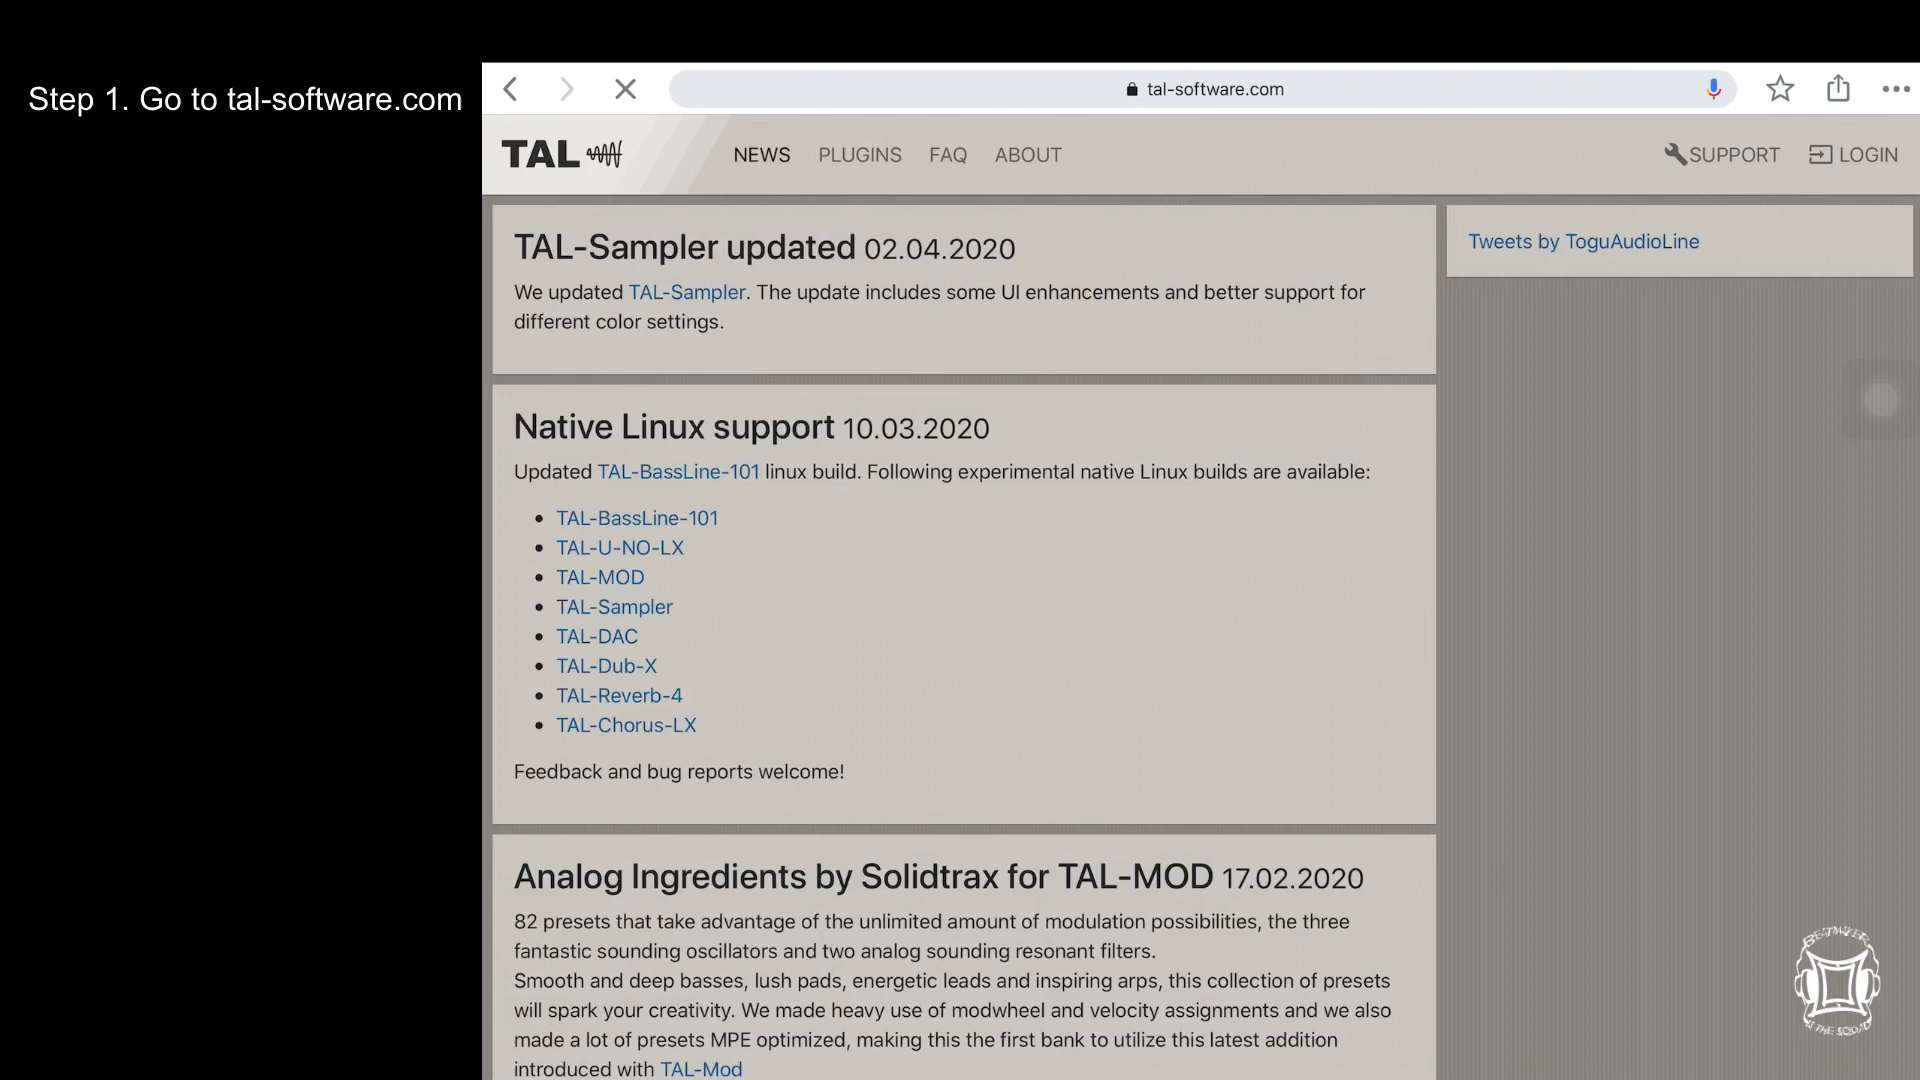 Step 1. Go to tal-software.com
tal-software.com
TAL
NEWS PLUGINS FAQ ABOUT SUPPORT LOGIN
TAL-Sampler updated 02.04.2020
We updated TAL-Sampler. The update includes some UI enhancements and better support for
different color settings.
Tweets by ToguAudioLine
Native Linux support 10.03.2020
Updated TAL-BassLine-101 linux build. Following experimental native Linux builds are available:
• TAL-BassLine-101
• TAL-U-NO-LX
• TAL-MOD
• TAL-Sampler
• TAL-DAC
• TAL-Dub-X
• TAL-Reverb-4
• TAL-Chorus-LX
Feedback and bug reports welcome!
Analog Ingredients by Solidtrax for TAL-MOD 17.02.2020
82 presets that take advantage of the unlimited amount of modulation possibilities, the three
fantastic sounding oscillators and two analog sounding resonant filters.
Smooth and deep basses, lush pads, energetic leads and inspiring arps, this collection of presets
will spark your creativity. We made heavy use of modwheel and velocity assignments and we also
made a lot of presets MPE optimized, making this the first bank to utilize this latest addition
introduced with TAL-Mod